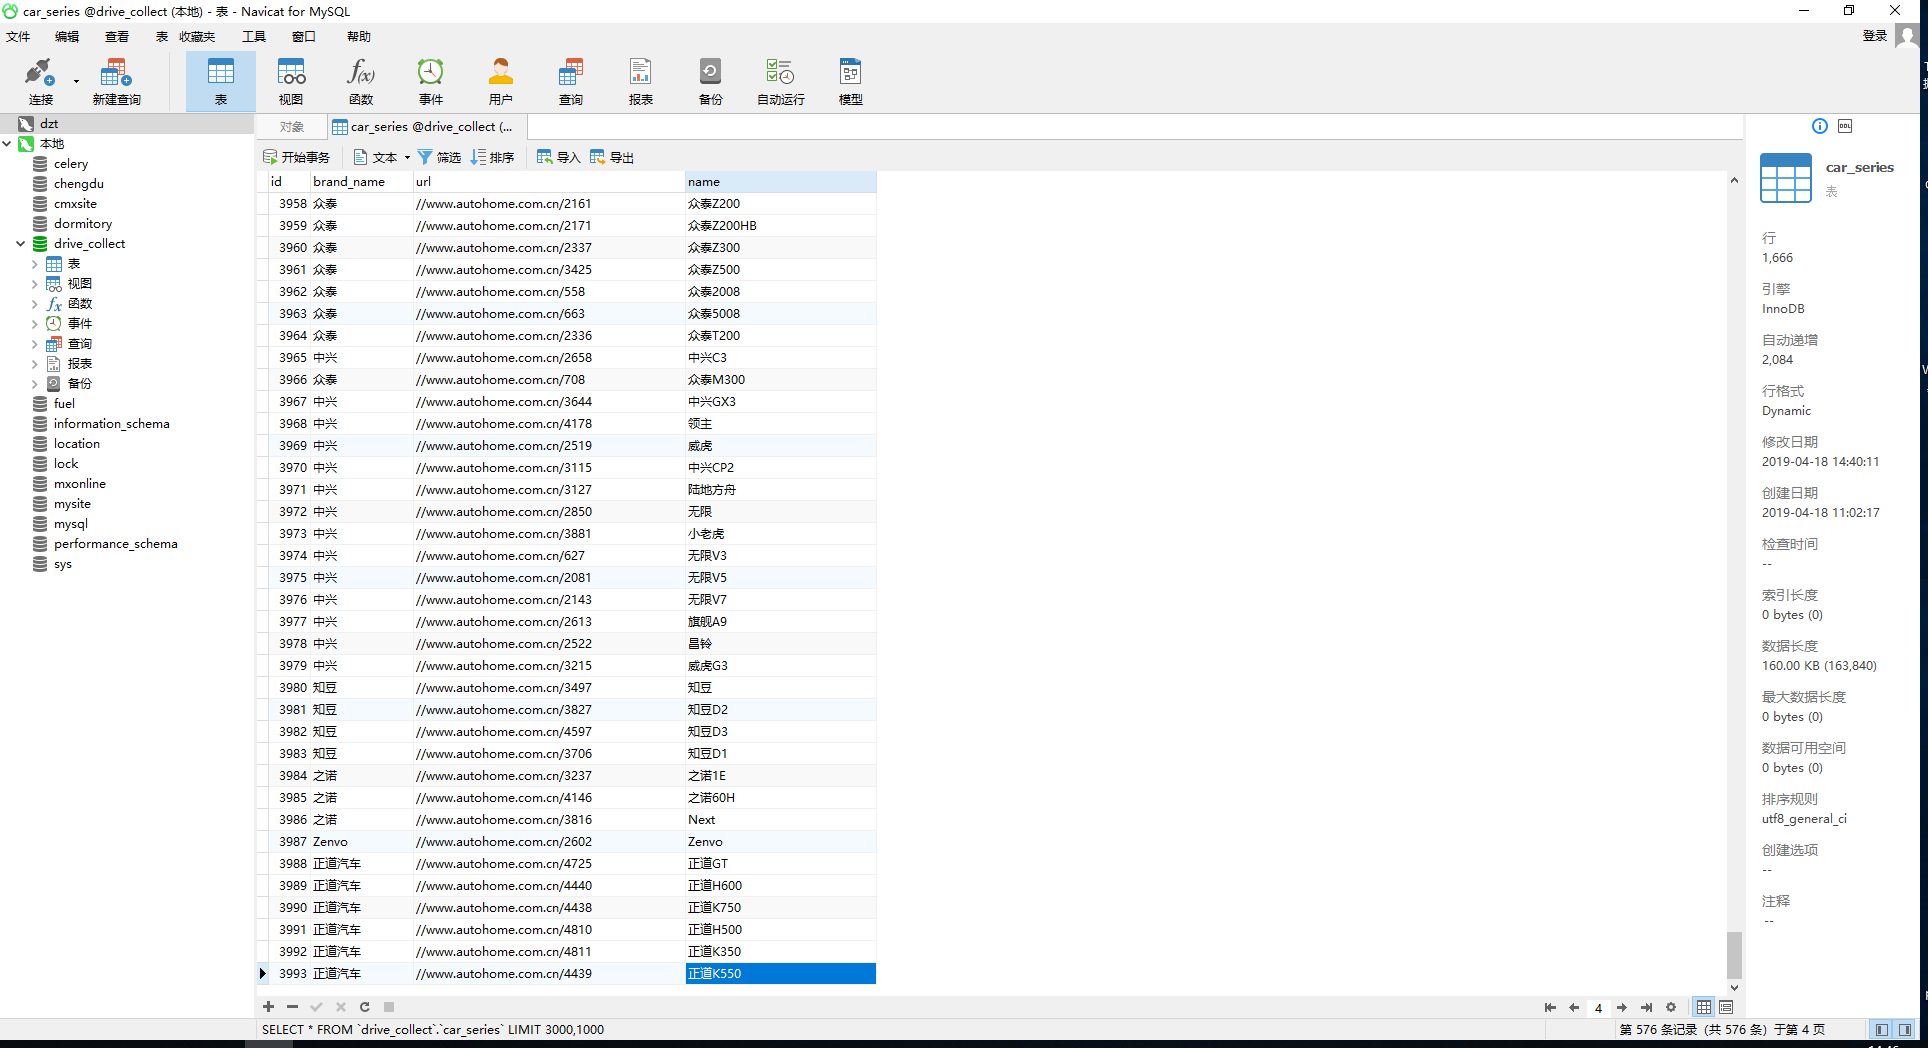 car_series @drive_collect (本地) - 表 - Navicat for MySQL
文件 编辑 查看 表 收藏夹 工具 窗口 帮助 登录
连接 新建查询 表 视图 函数 事件 用户 查询 报表 备份 自动运行 模型
dzt
本地
celery
chengdu
cmxsite
dormitory
drive_collect
表
视图
函数
事件
查询
报表
备份
fuel
information_schema
location
lock
mxonline
mysite
mysql
performance_schema
sys
对象 car_series @drive_collect (...
开始事务 文本 筛选 排序 导入 导出
id brand_name url name
3958 众泰 //www.autohome.com.cn/2161 众泰Z200
3959 众泰 //www.autohome.com.cn/2171 众泰Z200HB
3960 众泰 //www.autohome.com.cn/2337 众泰Z300
3961 众泰 //www.autohome.com.cn/3425 众泰Z500
3962 众泰 //www.autohome.com.cn/558 众泰2008
3963 众泰 //www.autohome.com.cn/663 众泰5008
3964 众泰 //www.autohome.com.cn/2336 众泰T200
3965 中兴 //www.autohome.com.cn/2658 中兴C3
3966 众泰 //www.autohome.com.cn/708 众泰M300
3967 中兴 //www.autohome.com.cn/3644 中兴GX3
3968 中兴 //www.autohome.com.cn/4178 领主
3969 中兴 //www.autohome.com.cn/2519 威虎
3970 中兴 //www.autohome.com.cn/3115 中兴CP2
3971 中兴 //www.autohome.com.cn/3127 陆地方舟
3972 中兴 //www.autohome.com.cn/2850 无限
3973 中兴 //www.autohome.com.cn/3881 小老虎
3974 中兴 //www.autohome.com.cn/627 无限V3
3975 中兴 //www.autohome.com.cn/2081 无限V5
3976 中兴 //www.autohome.com.cn/2143 无限V7
3977 中兴 //www.autohome.com.cn/2613 旗舰A9
3978 中兴 //www.autohome.com.cn/2522 昌铃
3979 中兴 //www.autohome.com.cn/3215 威虎G3
3980 知豆 //www.autohome.com.cn/3497 知豆
3981 知豆 //www.autohome.com.cn/3827 知豆D2
3982 知豆 //www.autohome.com.cn/4597 知豆D3
3983 知豆 //www.autohome.com.cn/3706 知豆D1
3984 之诺 //www.autohome.com.cn/3237 之诺1E
3985 之诺 //www.autohome.com.cn/4146 之诺60H
3986 之诺 //www.autohome.com.cn/3816 Next
3987 Zenvo //www.autohome.com.cn/2602 Zenvo
3988 正道汽车 //www.autohome.com.cn/4725 正道GT
3989 正道汽车 //www.autohome.com.cn/4440 正道H600
3990 正道汽车 //www.autohome.com.cn/4438 正道K750
3991 正道汽车 //www.autohome.com.cn/4810 正道H500
3992 正道汽车 //www.autohome.com.cn/4811 正道K350
3993 正道汽车 //www.autohome.com.cn/4439 正道K550
4
SELECT * FROM `drive_collect`.`car_series` LIMIT 3000,1000
第 576 条记录 (共 576 条) 于第 4 页
car_series
表
行
1,666
引擎
InnoDB
自动递增
2,084
行格式
Dynamic
修改日期
2019-04-18 14:40:11
创建日期
2019-04-18 11:02:17
检查时间
--
索引长度
0 bytes (0)
数据长度
160.00 KB (163,840)
最大数据长度
0 bytes (0)
数据可用空间
0 bytes (0)
排序规则
utf8_general_ci
创建选项
--
注释
--